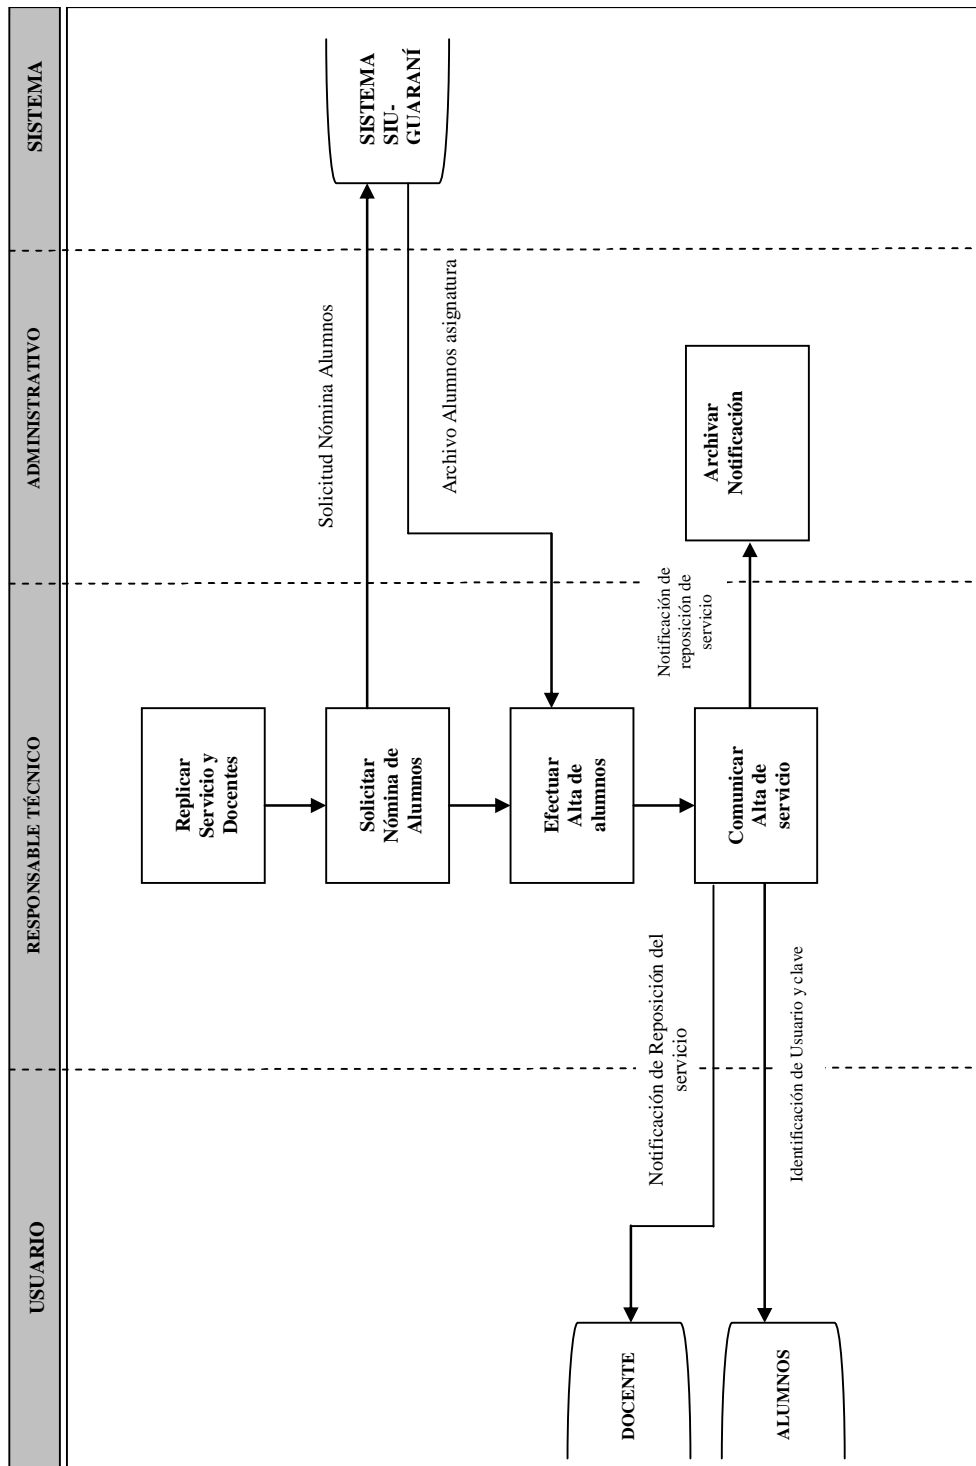 USUARIO
RESPONSABLE TÉCNICO
ADMINISTRATIVO
SISTEMA
Replicar
Servicio y
Docentes
Solicitar
Nómina de
Alumnos
Solicitud Nómina Alumnos
SISTEMA
SIU-
GUARANÍ
Archivo Alumnos asignatura
Efectuar
Alta de
alumnos
Comunicar
Alta de
servicio
Notificación de
reposición de
servicio
Archivar
Notificación
Notificación de Reposición del
servicio
DOCENTE
Identificación de Usuario y clave
ALUMNOS